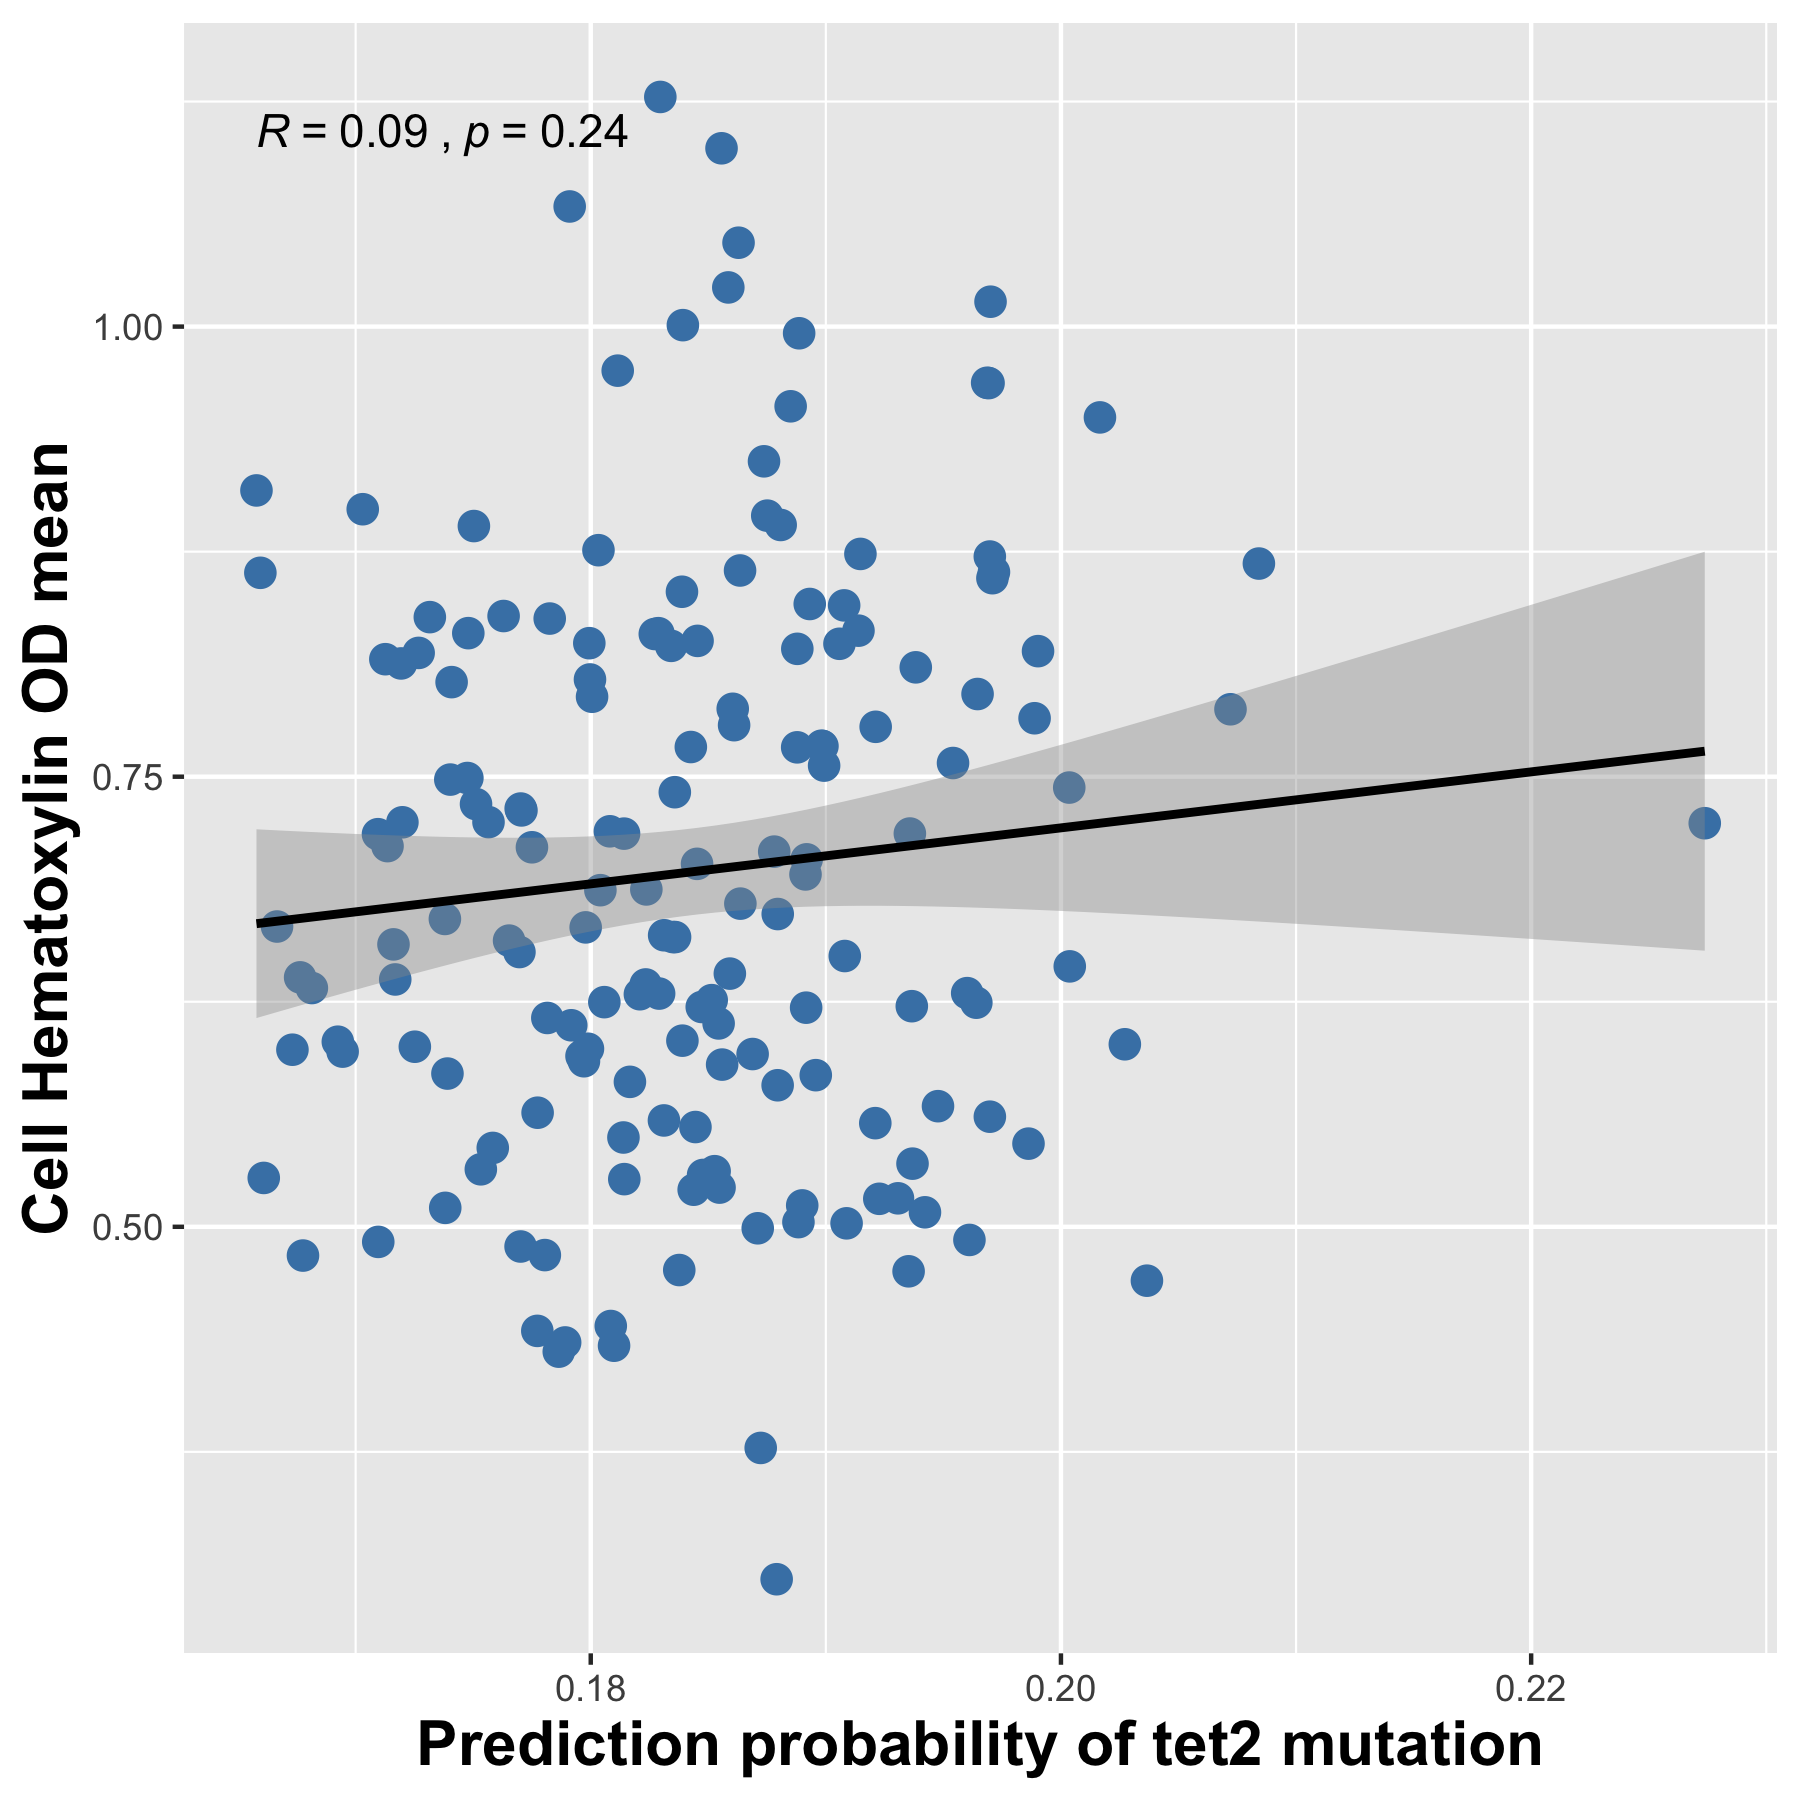 R = 0.09 , p = 0.24
1.00
0.75
0.50
Cell Hematoxylin OD mean
0.18 0.20 0.22
Prediction probability of tet2 mutation